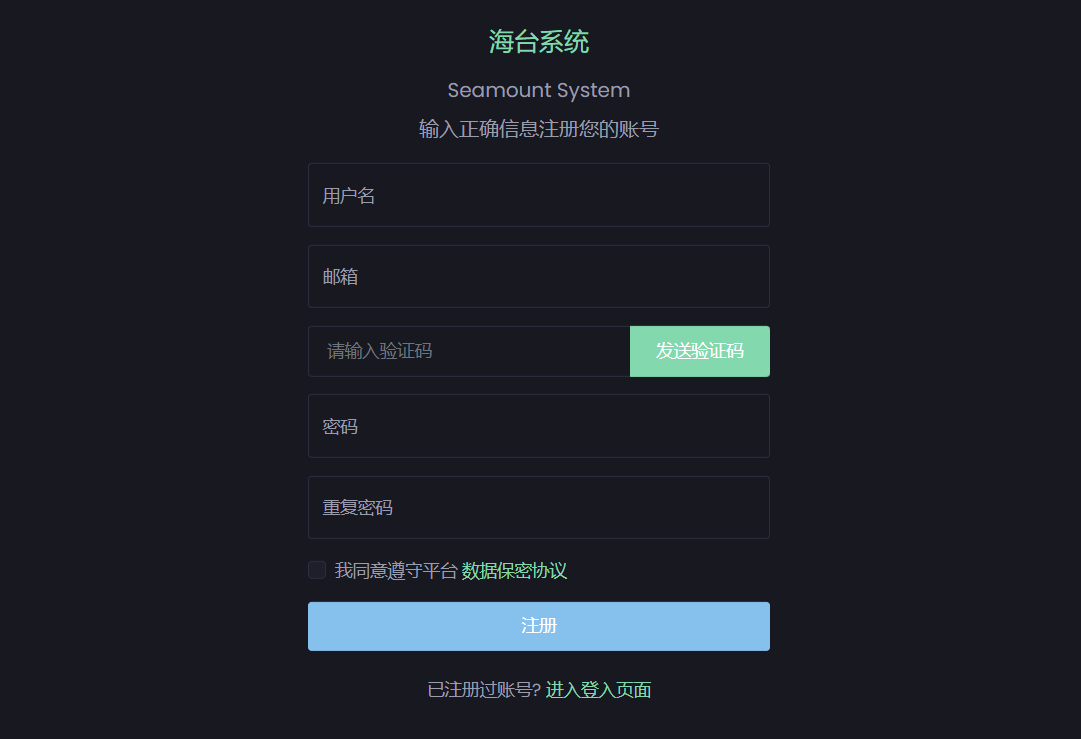 海台系统
Seamount System
输入正确信息注册您的账号
用户名
邮箱
请输入验证码 发送验证码
密码
重复密码
我同意遵守平台 数据保密协议
注册
已注册过账号? 进入登入页面